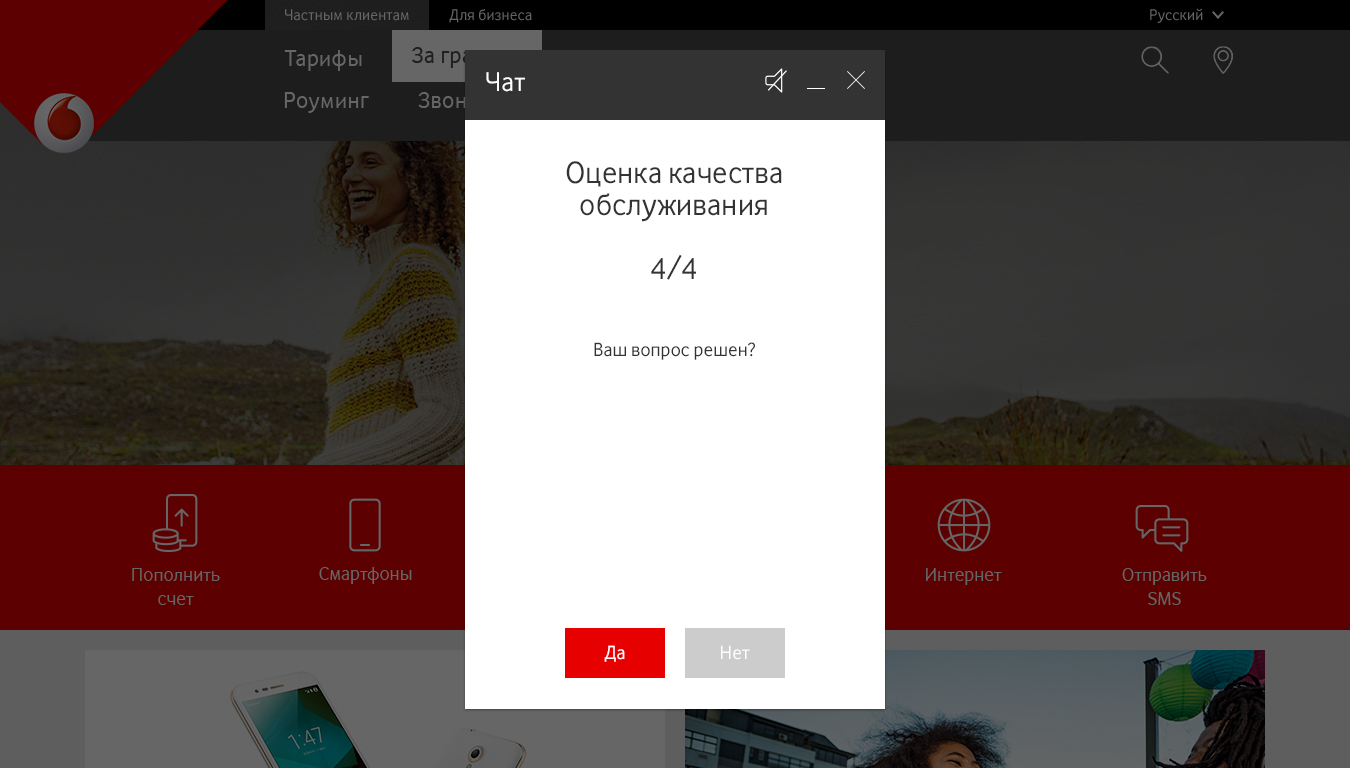 Частным клиентам
Для бизнеса
Русский
Тарифы
За гра
Роуминг
Звон
Чат
Оценка качества
обслуживания
4/4
Ваш вопрос решен?
Пополнить
счет
Смартфоны
Интернет
Отправить
SMS
Да
Нет
1:47